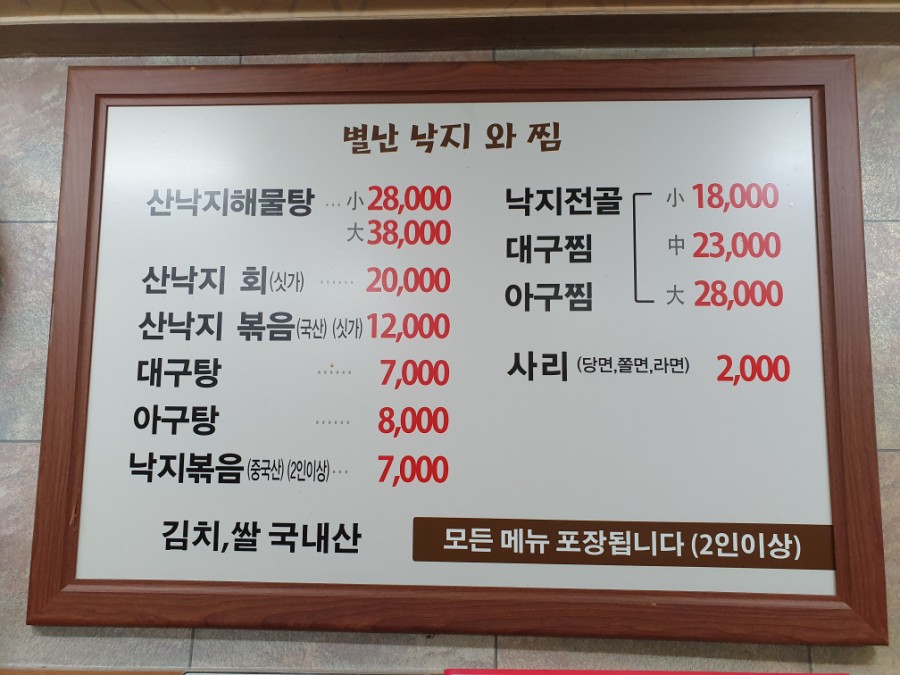 별난 낙지 와 찜
산낙지해물탕 ... 小 28,000
大 38,000
산낙지 회(싯가) ...... 20,000
산낙지 볶음(국산) (싯가) 12,000
대구탕 ...... 7,000
아구탕 ...... 8,000
낙지볶음(중국산)(2인이상)... 7,000
낙지전골 小 18,000
대구찜 中 23,000
아구찜 大 28,000
사리 (당면,쫄면,라면) 2,000
김치,쌀 국내산
모든 메뉴 포장됩니다 (2인이상)